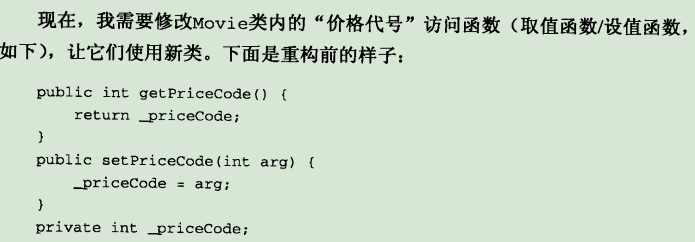 现在，我需要修改Movie类内的“价格代号”访问函数（取值函数/设值函数，
如下），让它们使用新类。下面是重构前的样子：
public int getPriceCode() {
return _priceCode;
}
public setPriceCode(int arg) {
_priceCode = arg;
}
private int _priceCode;